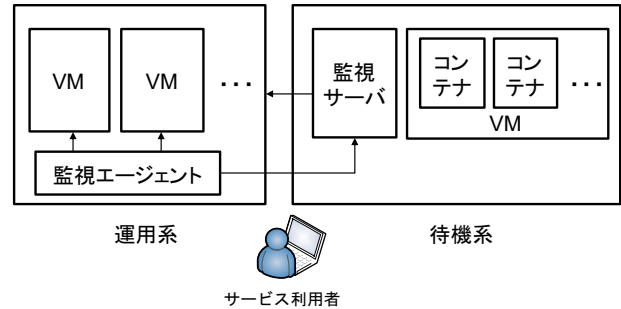 VM
VM
・・・
監視エージェント
運用系
監視
サーバ
コン
テナ
コン
テナ
・・・
VM
待機系
サービス利用者